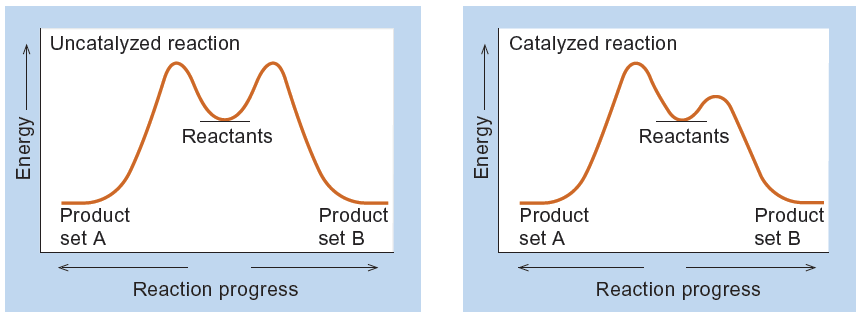 Uncatalyzed reaction
Energy
Reactants
Product
set A
Product
set B
Reaction progress
Catalyzed reaction
Energy
Reactants
Product
set A
Product
set B
Reaction progress